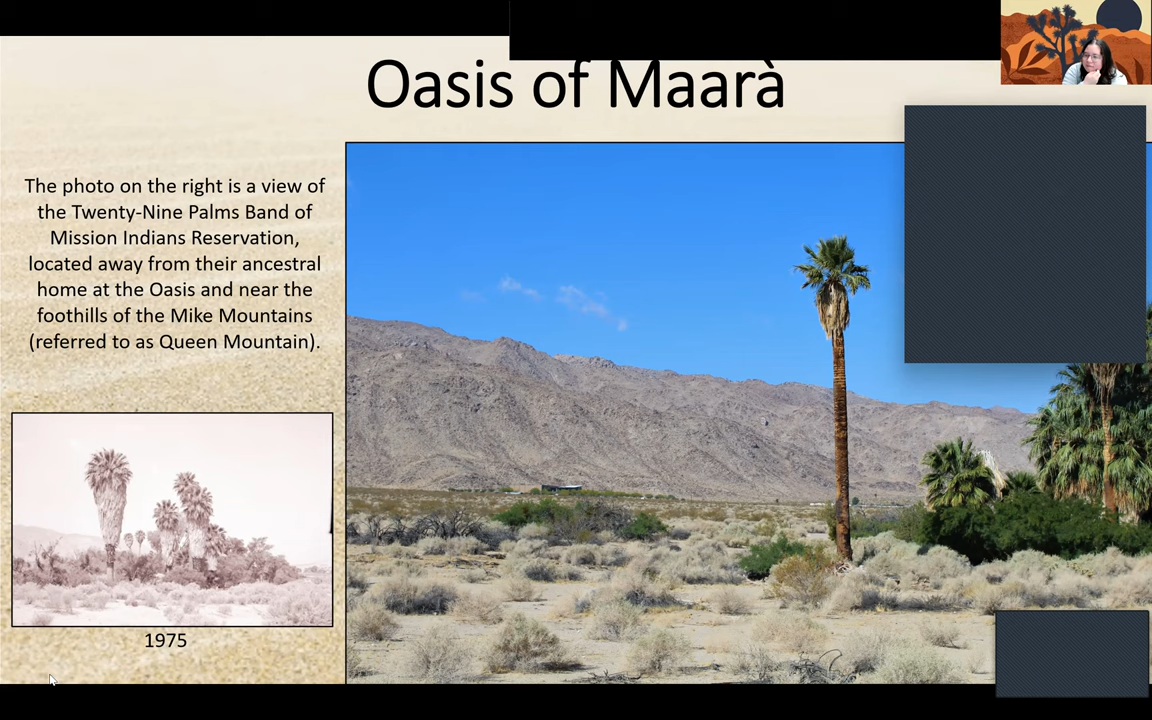 Oasis of Maarà
The photo on the right is a view of
the Twenty-Nine Palms Band of
Mission Indians Reservation,
located away from their ancestral
home at the Oasis and near the
foothills of the Mike Mountains
(referred to as Queen Mountain).
1975